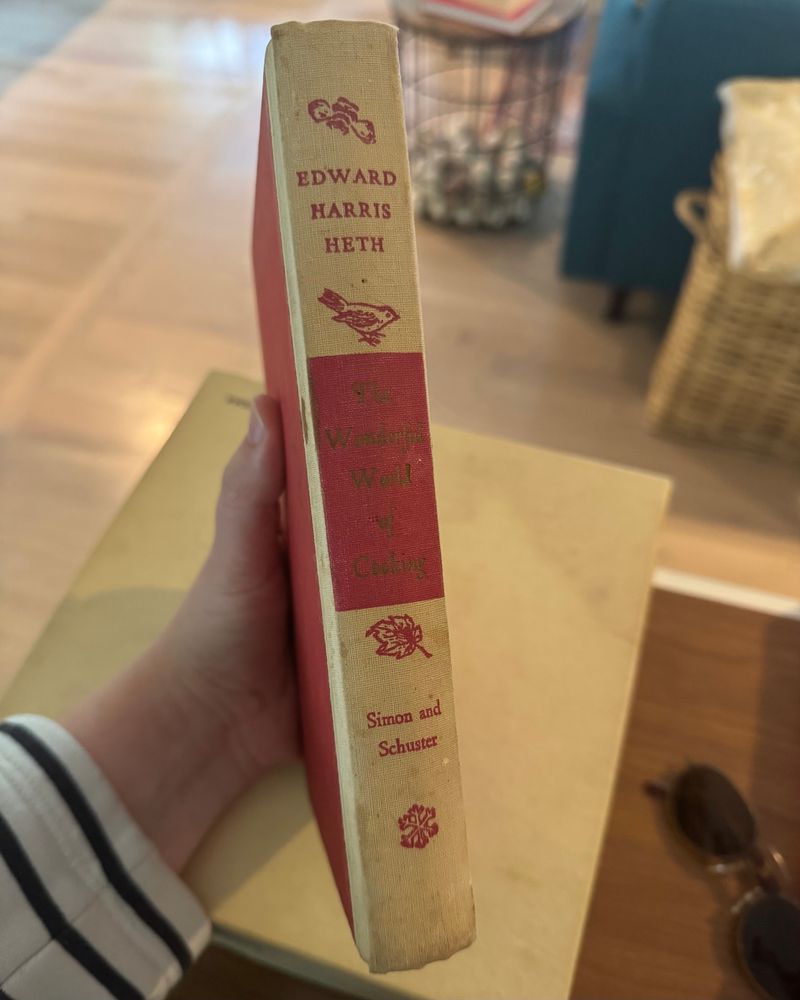 EDWARD
HARRIS
HETH
The
Wonderful
World
of
Cooking
Simon and
Schuster